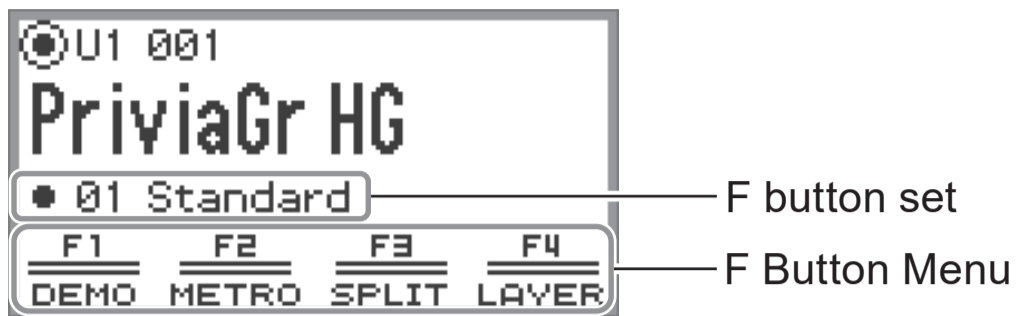 U1 001
PriviaGr HG
● 01 Standard
F button set
F1 F2 F3 F4
DEMO METRO SPLIT LAYER
F Button Menu